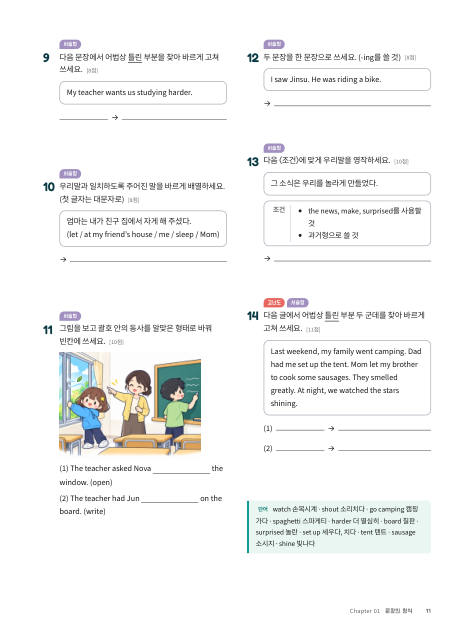 서술형
9 다음 문장에서 어법상 틀린 부분을 찾아 바르게 고쳐
쓰세요. [8점]
My teacher wants us studying harder.
→
서술형
10 우리말과 일치하도록 주어진 말을 바르게 배열하세요.
(첫 글자는 대문자로) [8점]
엄마는 내가 친구 집에서 자게 해 주셨다.
(let / at my friend's house / me / sleep / Mom)
→
서술형
11 그림을 보고 괄호 안의 동사를 알맞은 형태로 바꿔
빈칸에 쓰세요. [10점]
(1) The teacher asked Nova ______________ the
window. (open)
(2) The teacher had Jun ______________ on the
board. (write)
서술형
12 두 문장을 한 문장으로 쓰세요. (-ing를 쓸 것) [8점]
I saw Jinsu. He was riding a bike.
→
서술형
13 다음 <조건>에 맞게 우리말을 영작하세요. [10점]
그 소식은 우리를 놀라게 만들었다.
조건
• the news, make, surprised를 사용할
것
• 과거형으로 쓸 것
→
고난도 서술형
14 다음 글에서 어법상 틀린 부분 두 군데를 찾아 바르게
고쳐 쓰세요. [11점]
Last weekend, my family went camping. Dad
had me set up the tent. Mom let my brother
to cook some sausages. They smelled
greatly. At night, we watched the stars
shining.
(1) ____________ → ________________
(2) ____________ → ________________
단어 watch 손목시계 · shout 소리치다 · go camping 캠핑
가다 · spaghetti 스파게티 · harder 더 열심히 · board 칠판 ·
surprised 놀란 · set up 세우다, 치다 · tent 텐트 · sausage
소시지 · shine 빛나다
Chapter 01 문장의 형식 11